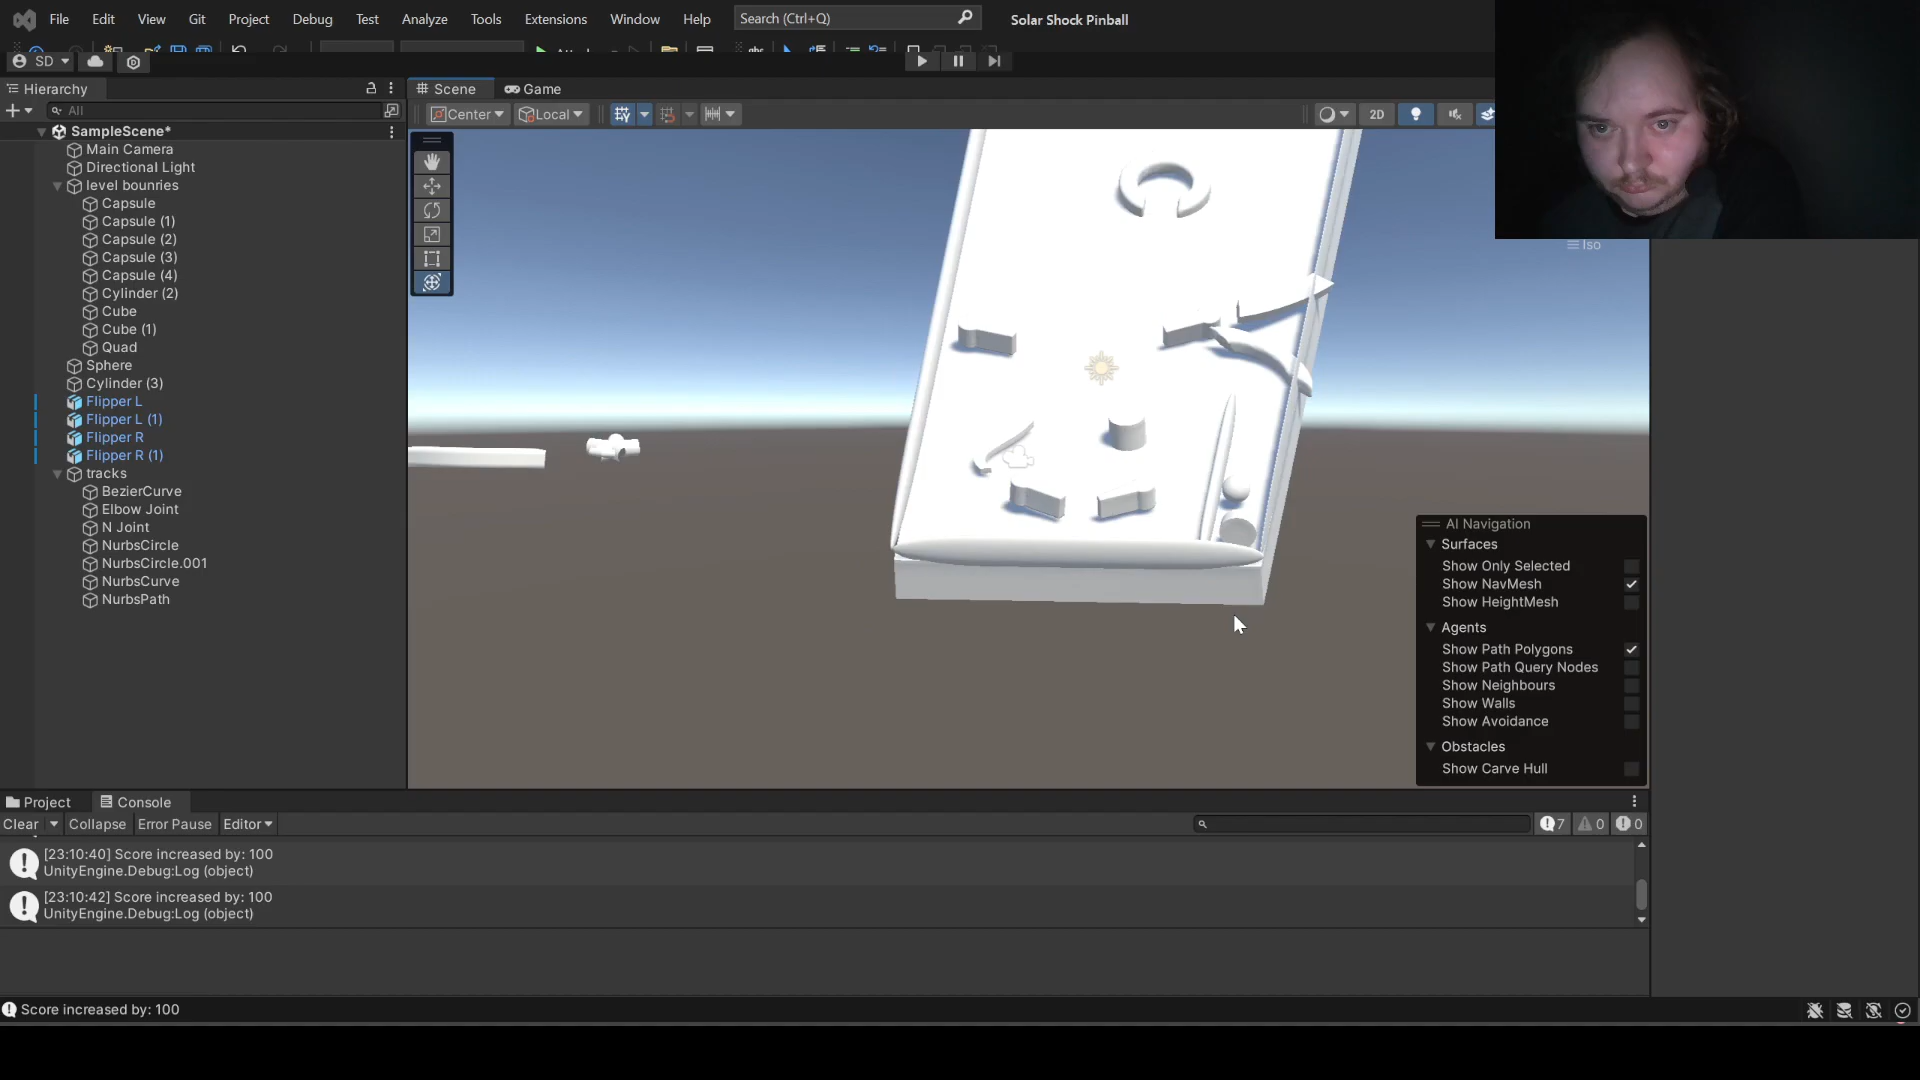 File Edit View Git Project Debug Test Analyze Tools Extensions Window Help Search (Ctrl+Q) Solar Shock Pinball
SD
Hierarchy
Scene Game
All
Center Local 2D
SampleScene*
Main Camera
Directional Light
level bounries
Capsule
Capsule (1)
Capsule (2)
Capsule (3)
Capsule (4)
Cylinder (2)
Cube
Cube (1)
Quad
Sphere
Cylinder (3)
Flipper L
Flipper L (1)
Flipper R
Flipper R (1)
tracks
BezierCurve
Elbow Joint
N Joint
NurbsCircle
NurbsCircle.001
NurbsCurve
NurbsPath
Iso
AI Navigation
Surfaces
Show Only Selected
Show NavMesh
Show HeightMesh
Agents
Show Path Polygons
Show Path Query Nodes
Show Neighbours
Show Walls
Show Avoidance
Obstacles
Show Carve Hull
Project Console
Clear Collapse Error Pause Editor
7 0 0
[23:10:40] Score increased by: 100
UnityEngine.Debug:Log (object)
[23:10:42] Score increased by: 100
UnityEngine.Debug:Log (object)
Score increased by: 100